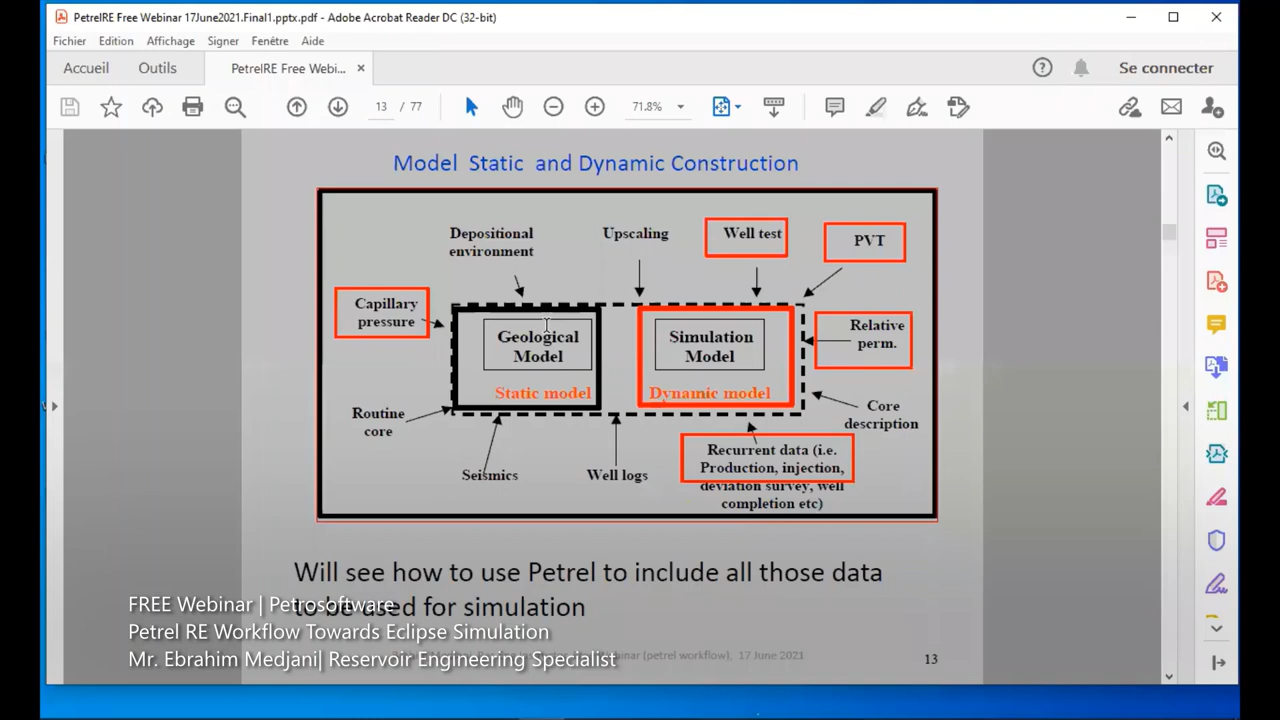 PetrelRE Free Webinar 17June2021.Final1.pptx.pdf - Adobe Acrobat Reader DC (32-bit)
Fichier Edition Affichage Signer Fenêtre Aide
Accueil Outils PetrelRE Free Webi... × Se connecter
13 / 77 71.8%
Model Static and Dynamic Construction
Depositional
environment
Upscaling
Well test
PVT
Capillary
pressure
Geological
Model
Static model
Simulation
Model
Dynamic model
Relative
perm.
Routine
core
Core
description
Seismics
Well logs
Recurrent data (i.e.
Production, injection,
deviation survey, well
completion etc)
Will see how to use Petrel to include all those data
to be used for simulation
FREE Webinar | Petrosoftware
Petrel RE Workflow Towards Eclipse Simulation
Mr. Ebrahim Medjani| Reservoir Engineering Specialist
(petrel workflow), 17 June 2021
13